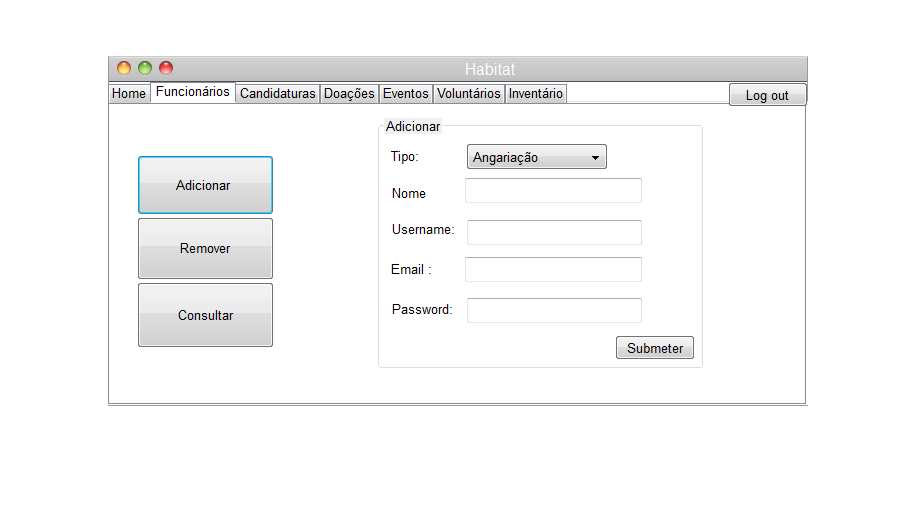 Habitat
Home Funcionários Candidaturas Doações Eventos Voluntários Inventário Log out
Adicionar
Tipo: Angariação
Adicionar
Nome
Username:
Remover
Email :
Password:
Consultar
Submeter